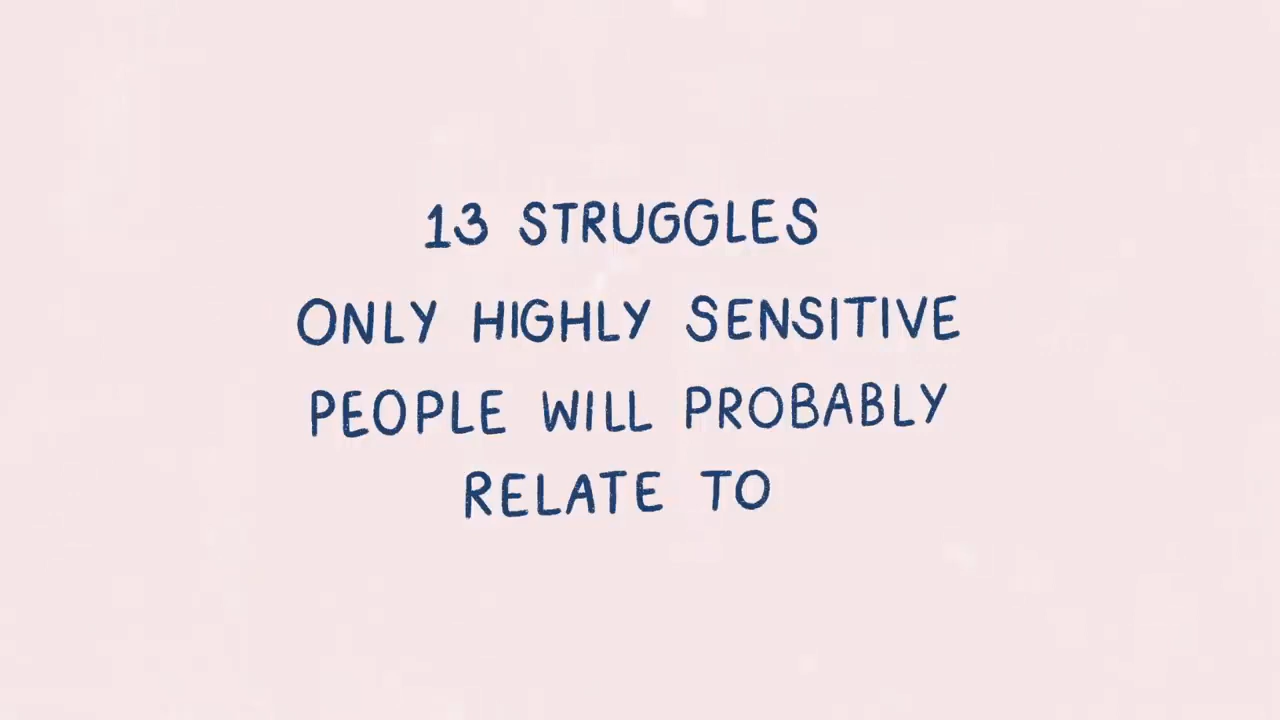 13 STRUGGLES
ONLY HIGHLY SENSITIVE
PEOPLE WILL PROBABLY
RELATE TO